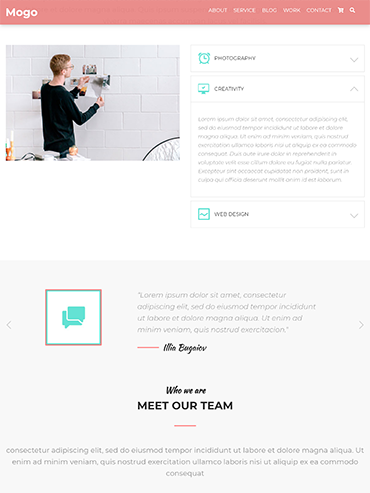 Mogo
ABOUT SERVICE BLOG WORK CONTACT
PHOTOGRAPHY
CREATIVITY
Lorem ipsum dolor sit amet, consectetur
adipiscing elit, sed do eiusmod tempor incididunt
ut labore et dolore magna aliqua. Ut enim ad
minim veniam, quis nostrud
exercitation ullamco laboris nisi ut aliquip ex ea commodo
consequat. Duis aute irure dolor in reprehenderit in
voluptate velit esse cillum dolore eu fugiat nulla pariatur.
Excepteur sint occaecat cupidatat non proident, sunt in
culpa qui officia deserunt mollit anim id est laborum.
WEB DESIGN
"Lorem ipsum dolor sit amet, consectetur
adipiscing elit, sed do eiusmod tempor incididunt
ut labore et dolore magna aliqua. Ut enim ad
minim veniam, quis nostrud exercitacion."
Illia Bugaiov
Who we are
MEET OUR TEAM
consectetur adipiscing elit, sed do eiusmod tempor incididunt ut labore et dolore magna aliqua. Ut
enim ad minim veniam, quis nostrud exercitation ullamco laboris nisi ut aliquip ex ea commodo
consequat